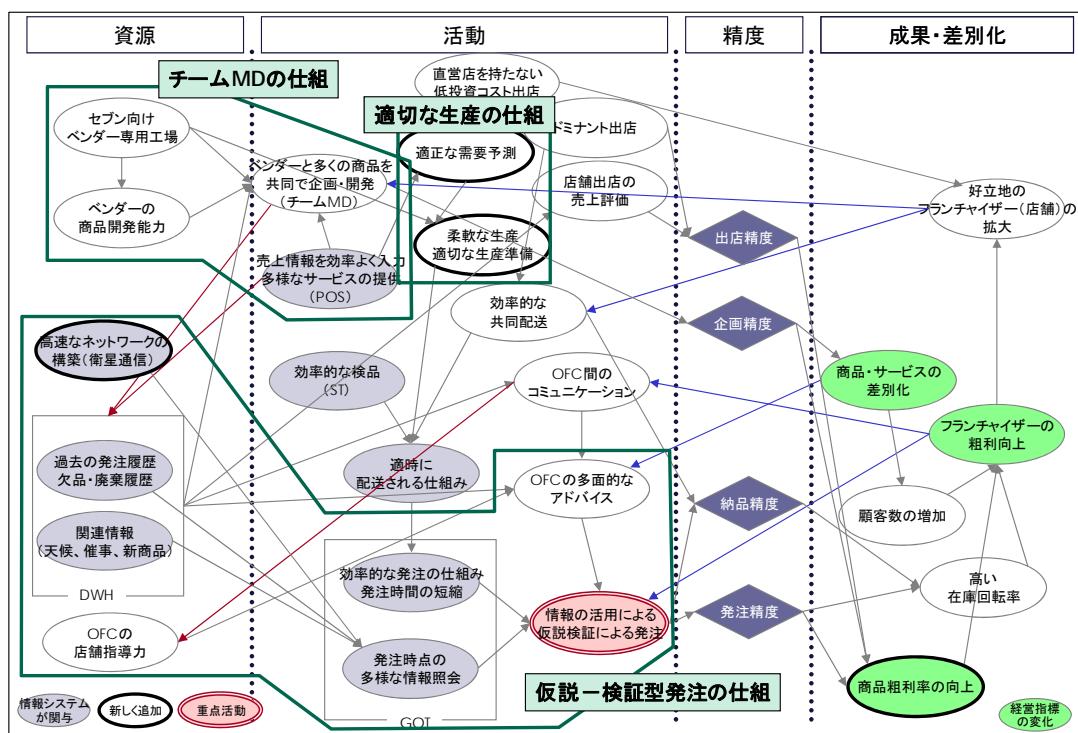 資源
活動
精度
成果・差別化
チームMDの仕組
適切な生産の仕組
直営店を持たない
低投資コスト出店
ドミナント出店
セブン向け
ベンダー専用工場
適正な需要予測
ベンダーと多くの商品を
共同で企画・開発
(チームMD)
店舗出店の
売上評価
好立地の
フランチャイザー(店舗)の
拡大
ベンダーの
商品開発能力
柔軟な生産
適切な生産準備
出店精度
売上情報を効率よく入力
多様なサービスの提供
(POS)
効率的な
共同配送
企画精度
高速なネットワークの
構築(衛星通信)
効率的な検品
(ST)
OFC間の
コミュニケーション
商品・サービスの
差別化
フランチャイザーの
粗利向上
過去の発注履歴
欠品・廃棄履歴
適時に
配送される仕組み
OFCの多面的な
アドバイス
納品精度
顧客数の増加
関連情報
(天候、催事、新商品)
DWH
効率的な発注の仕組み
発注時間の短縮
情報の活用による
仮説検証による発注
発注精度
高い
在庫回転率
OFCの
店舗指導力
発注時点の
多様な情報照会
GOT
仮説-検証型発注の仕組
商品粗利率の向上
情報システム
が関与
新しく追加
重点活動
経営指標
の変化